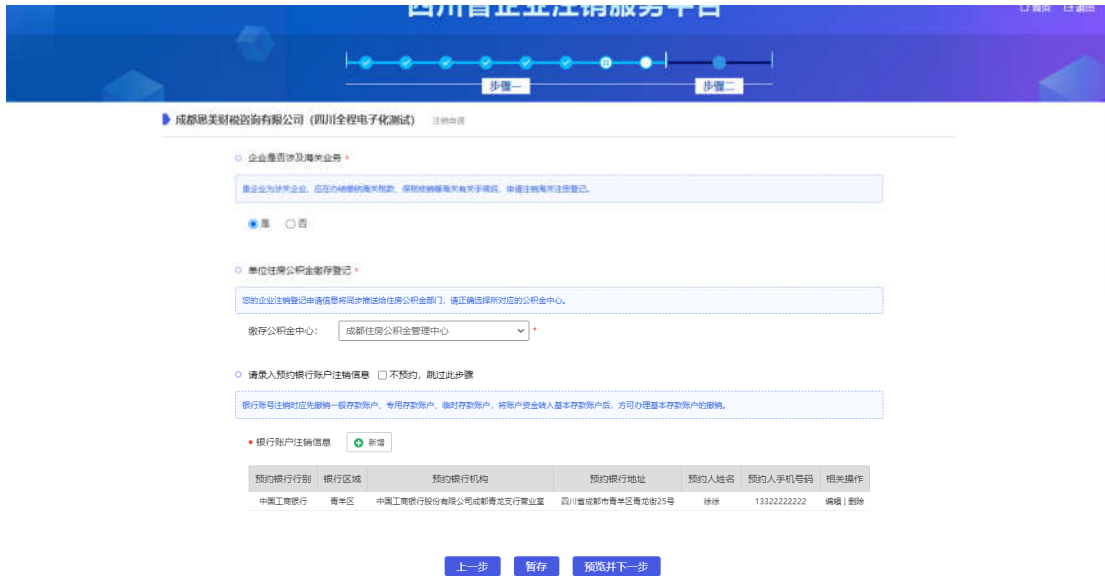 四川省企业注销服务平台
首页 退出
步骤一 步骤二
成都恩美财税咨询有限公司（四川全程电子化测试） 注销申请
企业是否涉及海关业务 *
贵企业为涉关企业，应在办结缴纳海关税款、保税核销等海关有关手续后，申请注销海关注册登记。
是 否
单位住房公积金缴存登记 *
您的企业注销登记申请信息将同步推送给住房公积金部门，请正确选择所对应的公积金中心。
缴存公积金中心： 成都住房公积金管理中心 *
请录入预约银行账户注销信息 不预约，跳过此步骤
银行账号注销时应先撤销一般存款账户、专用存款账户、临时存款账户，将账户资金转入基本存款账户后，方可办理基本存款账户的撤销。
银行账户注销信息 新增
预约银行行别 银行区域 预约银行机构 预约银行地址 预约人姓名 预约人手机号码 相关操作
中国工商银行 青羊区 中国工商银行股份有限公司成都青龙支行营业室 四川省成都市青羊区青龙街25号 徐徐 13322222222 编辑 | 删除
上一步 暂存 预览并下一步